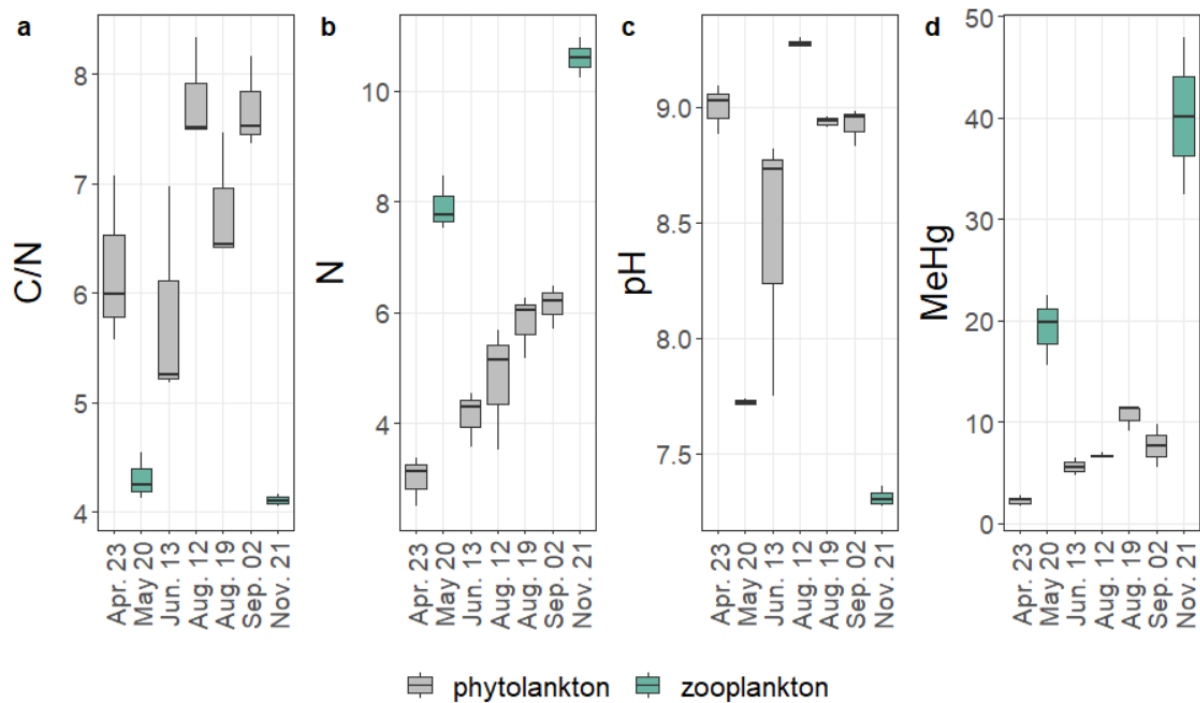 a
C/N
8
7
6
5
4
Apr. 23
May 20
Jun. 13
Aug. 12
Aug. 19
Sep. 02
Nov. 21
b
N
10
8
6
4
Apr. 23
May 20
Jun. 13
Aug. 12
Aug. 19
Sep. 02
Nov. 21
c
pH
9.0
8.5
8.0
7.5
Apr. 23
May 20
Jun. 13
Aug. 12
Aug. 19
Sep. 02
Nov. 21
d
MeHg
50
40
30
20
10
0
Apr. 23
May 20
Jun. 13
Aug. 12
Aug. 19
Sep. 02
Nov. 21
phytolankton
zooplankton